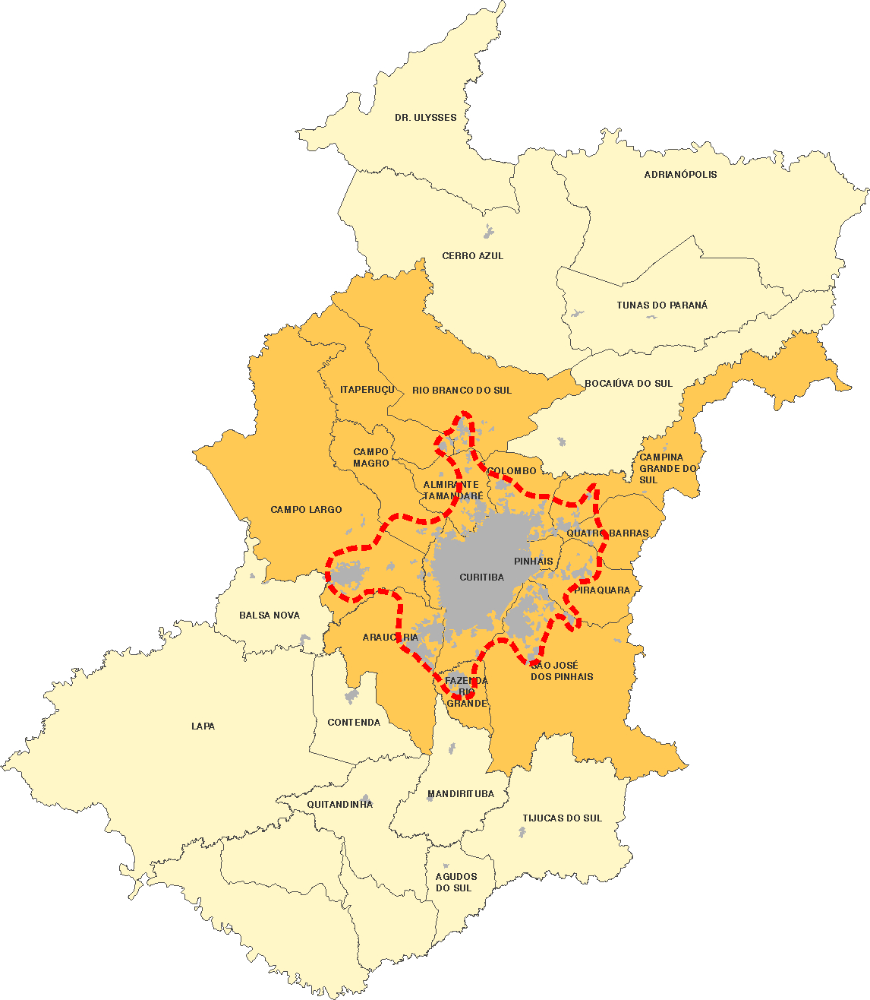 DR. ULYSSES
ADRIANÓPOLIS
CERRO AZUL
TUNAS DO PARANÁ
BOCAIÚVA DO SUL
ITAPERUÇU
RIO BRANCO DO SUL
CAMPO
MAGRO
CAMPINA
GRANDE DO
SUL
COLOMBO
ALMIRANTE
TAMANDARÉ
CAMPO LARGO
QUATRO BARRAS
PINHAIS
CURITIBA
PIRAQUARA
BALSA NOVA
ARAUCÁRIA
SÃO JOSÉ
DOS PINHAIS
FAZENDA
RIO
GRANDE
CONTENDA
LAPA
MANDIRITUBA
QUITANDINHA
TIJUCAS DO SUL
AGUDOS
DO SUL